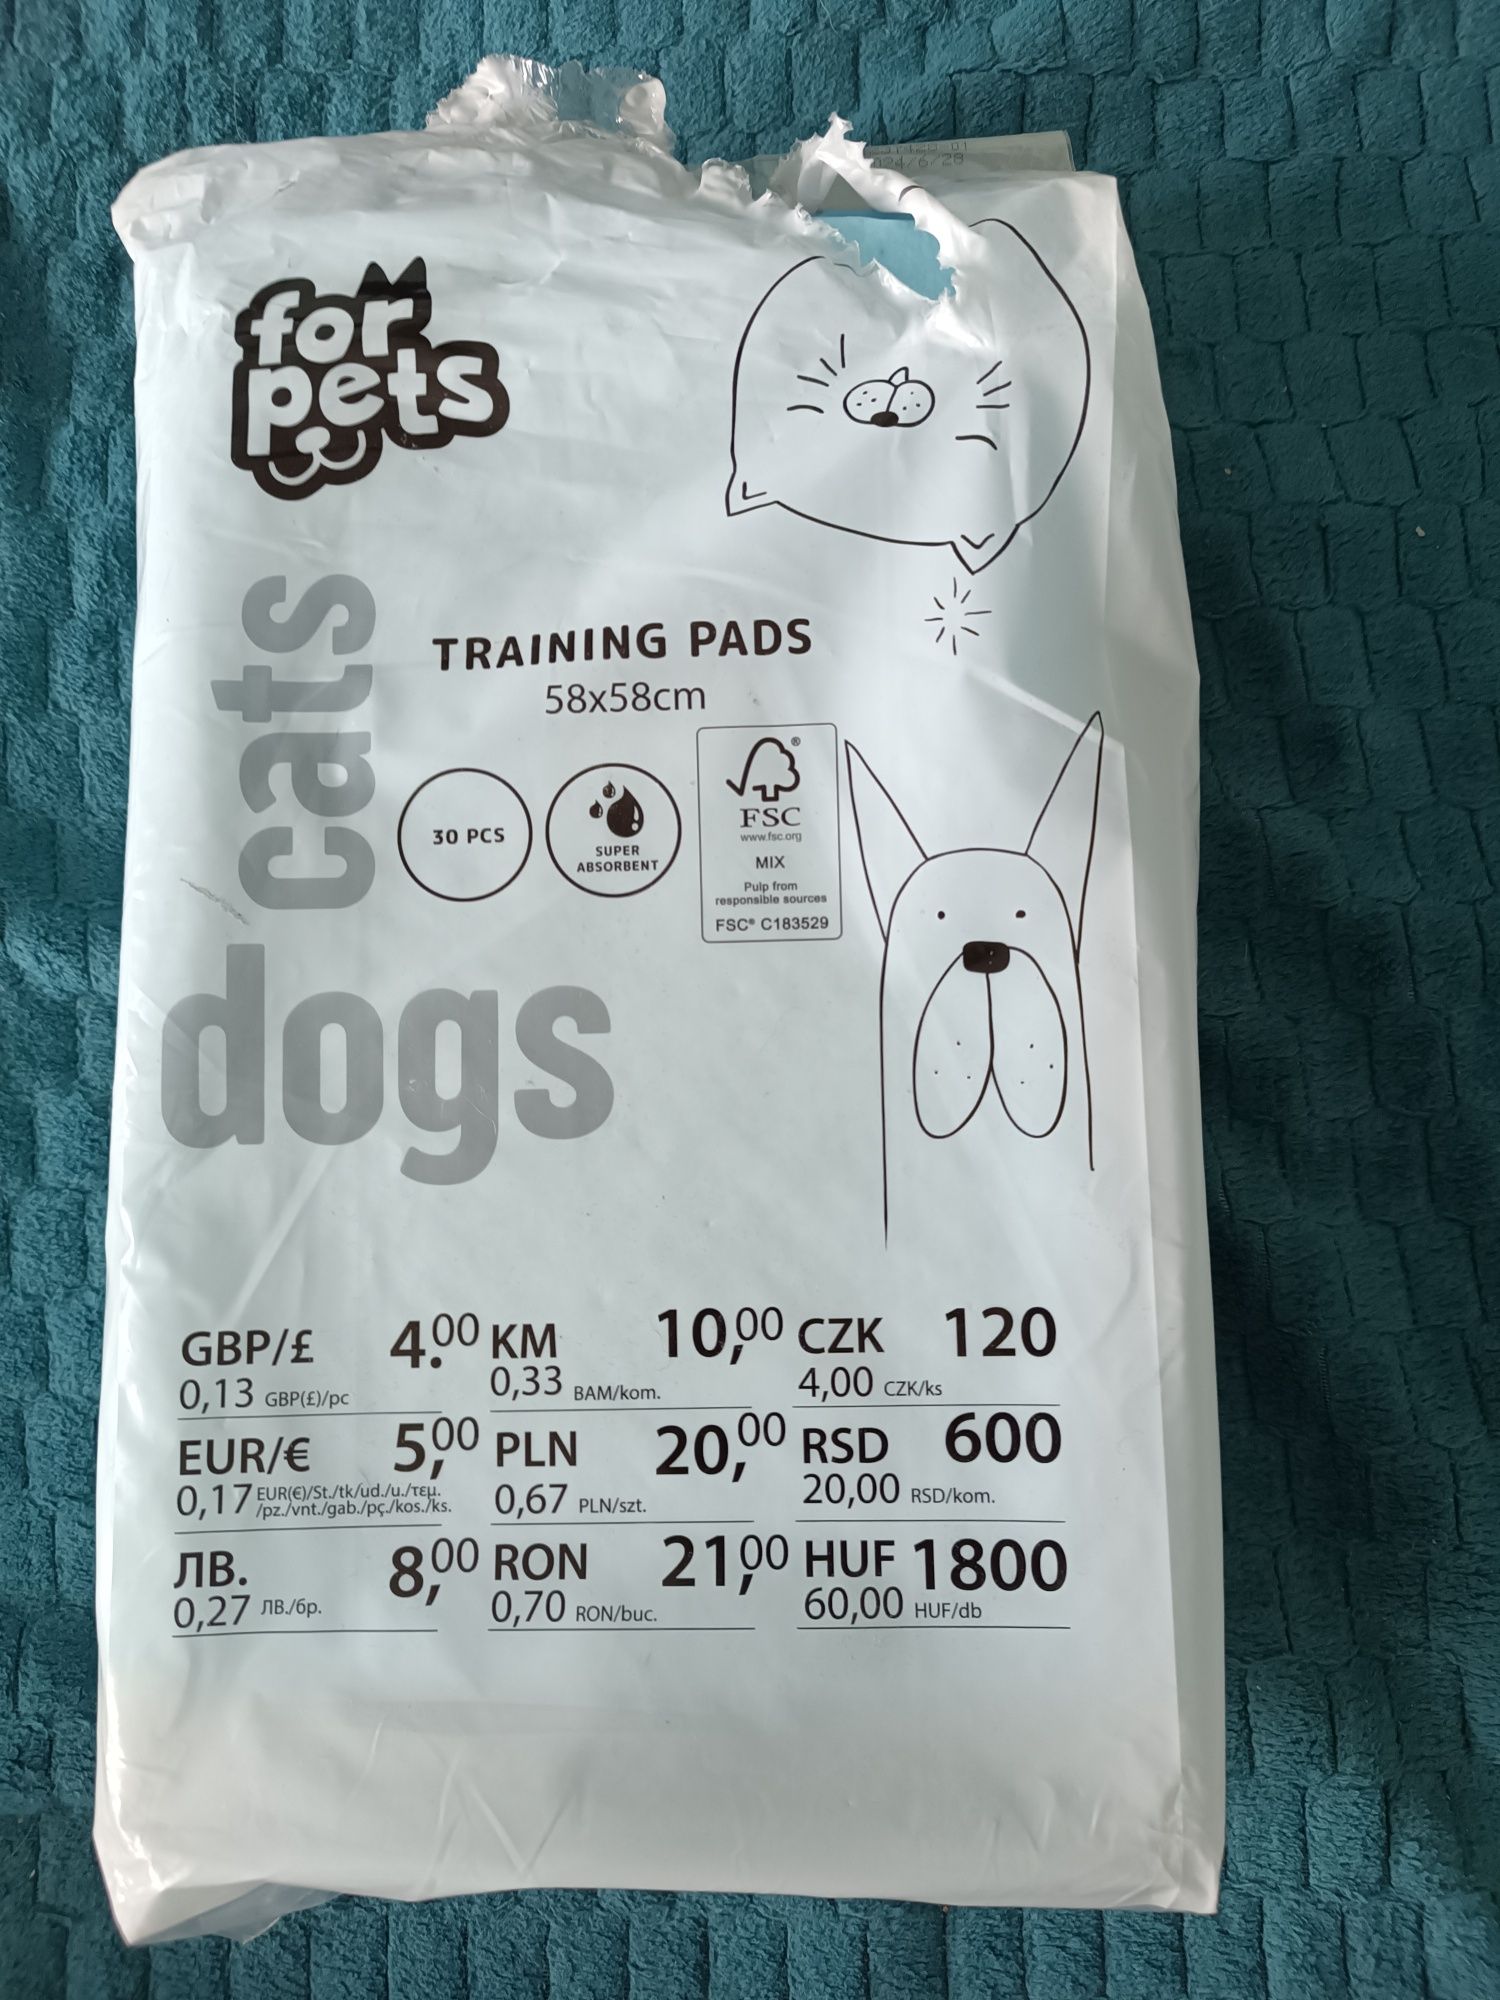 024/6/28
for
pets
cats
dogs
TRAINING PADS
58x58cm
30 PCS
SUPER
ABSORBENT
FSC®
www.fsc.org
MIX
Pulp from
responsible sources
FSC® C183529
GBP/£ 4.00
0,13 GBP(£)/pc
KM 10,00
0,33 BAM/kom.
CZK 120
4,00 CZK/ks
EUR/€ 5,00
0,17 EUR(€)/St./tk/ud./u./τεμ.
/pz./vnt./gab./pç./kos./ks.
PLN 20,00
0,67 PLN/szt.
RSD 600
20,00 RSD/kom.
ЛВ. 8,00
0,27 ЛВ./бр.
RON 21,00
0,70 RON/buc.
HUF 1800
60,00 HUF/db